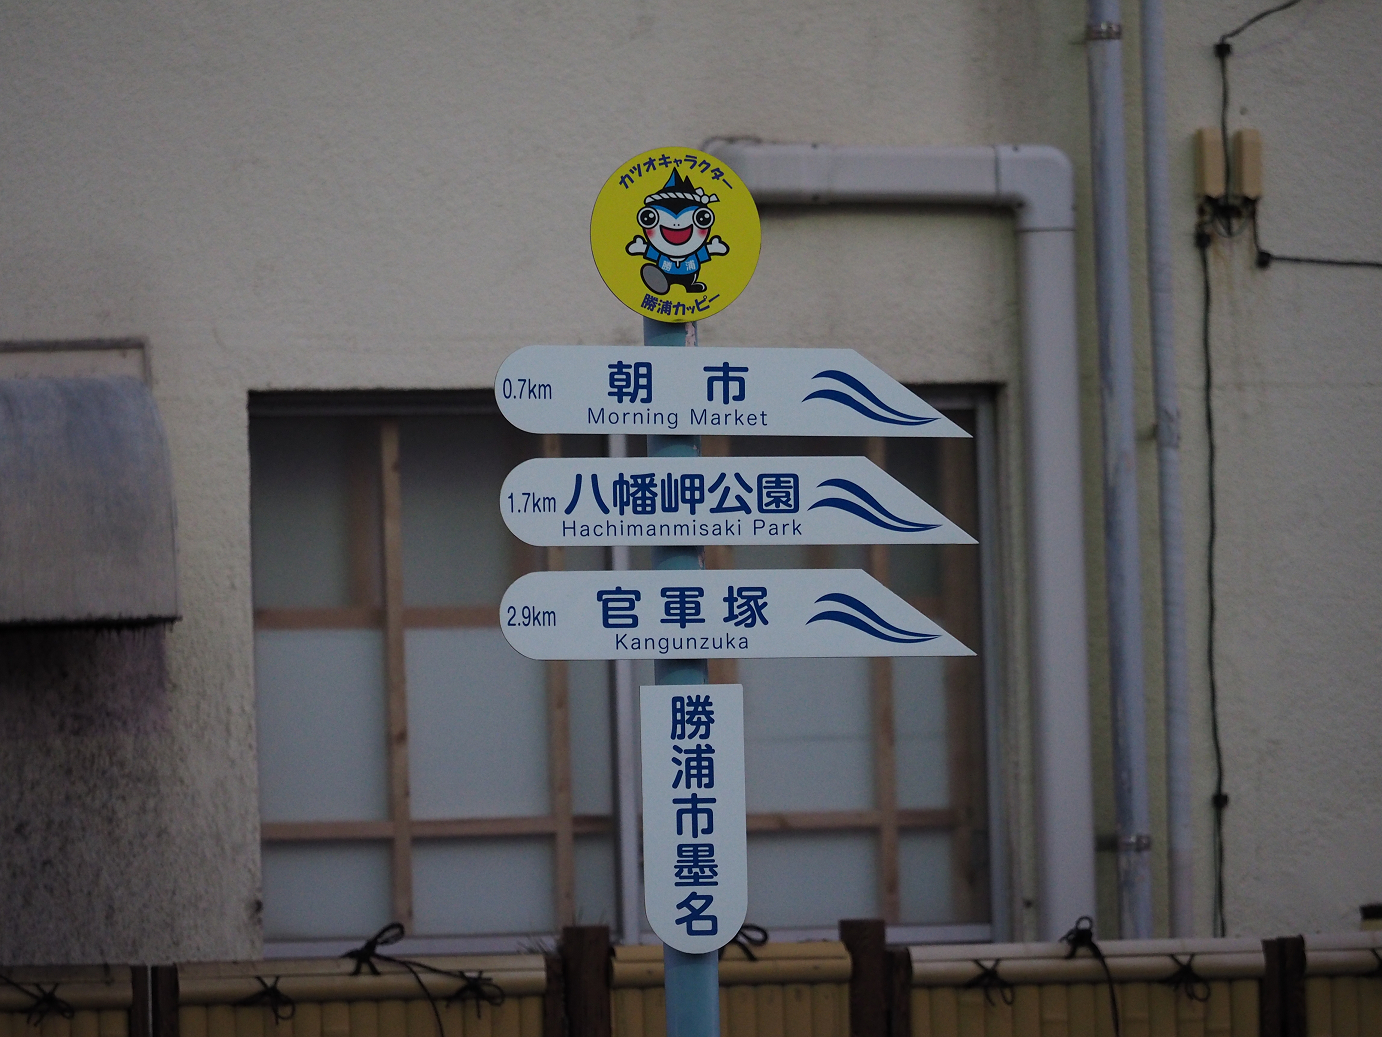 カツオキャラクター
勝浦
勝浦カッピー
0.7km
朝市
Morning Market
1.7km
八幡岬公園
Hachimanmisaki Park
2.9km
官軍塚
Kangunzuka
勝浦市墨名